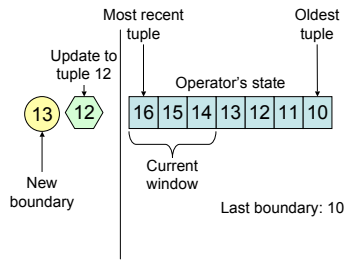 Most recent
tuple
Oldest
tuple
Update to
tuple 12
Operator's state
13
12
16 15 14 13 12 11 10
New
boundary
Current
window
Last boundary: 10